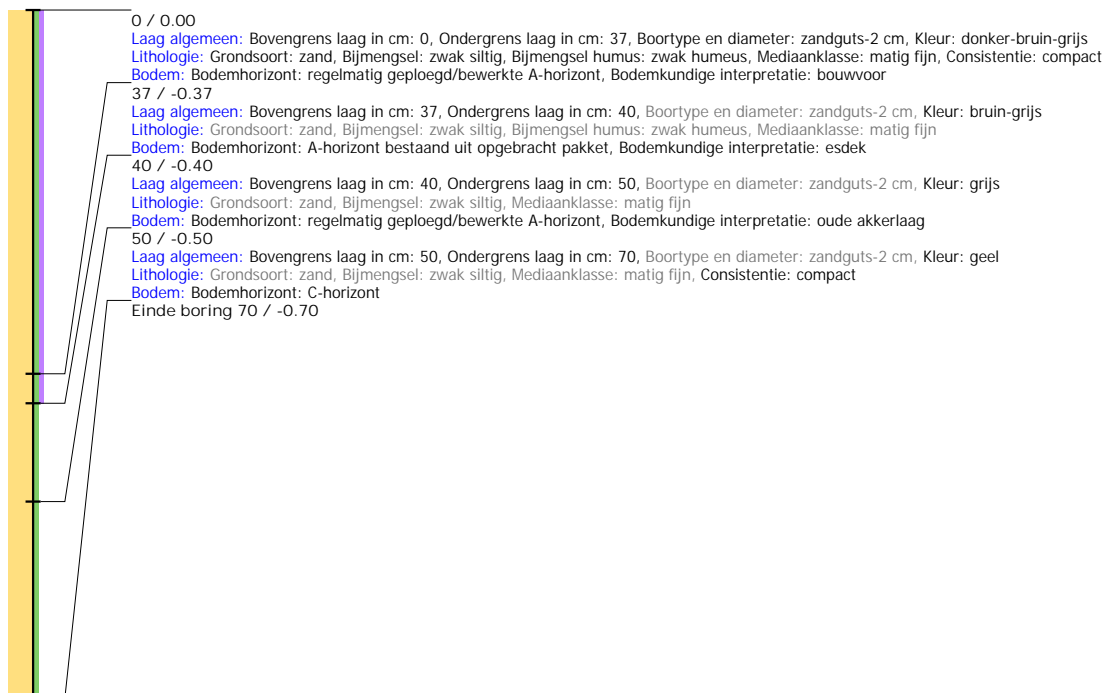 0 / 0.00
Laag algemeen: Bovengrens laag in cm: 0, Ondergrens laag in cm: 37, Boortype en diameter: zandguts-2 cm, Kleur: donker-bruin-grijs
Lithologie: Grondsoort: zand, Bijmengsel: zwak siltig, Bijmengsel humus: zwak humeus, Mediaanklasse: matig fijn, Consistentie: compact
Bodem: Bodemhorizont: regelmatig geploegd/bewerkte A-horizont, Bodemkundige interpretatie: bouwvoor
37 / -0.37
Laag algemeen: Bovengrens laag in cm: 37, Ondergrens laag in cm: 40, Boortype en diameter: zandguts-2 cm, Kleur: bruin-grijs
Lithologie: Grondsoort: zand, Bijmengsel: zwak siltig, Bijmengsel humus: zwak humeus, Mediaanklasse: matig fijn
Bodem: Bodemhorizont: A-horizont bestaand uit opgebracht pakket, Bodemkundige interpretatie: esdek
40 / -0.40
Laag algemeen: Bovengrens laag in cm: 40, Ondergrens laag in cm: 50, Boortype en diameter: zandguts-2 cm, Kleur: grijs
Lithologie: Grondsoort: zand, Bijmengsel: zwak siltig, Mediaanklasse: matig fijn
Bodem: Bodemhorizont: regelmatig geploegd/bewerkte A-horizont, Bodemkundige interpretatie: oude akkerlaag
50 / -0.50
Laag algemeen: Bovengrens laag in cm: 50, Ondergrens laag in cm: 70, Boortype en diameter: zandguts-2 cm, Kleur: geel
Lithologie: Grondsoort: zand, Bijmengsel: zwak siltig, Mediaanklasse: matig fijn, Consistentie: compact
Bodem: Bodemhorizont: C-horizont
Einde boring 70 / -0.70